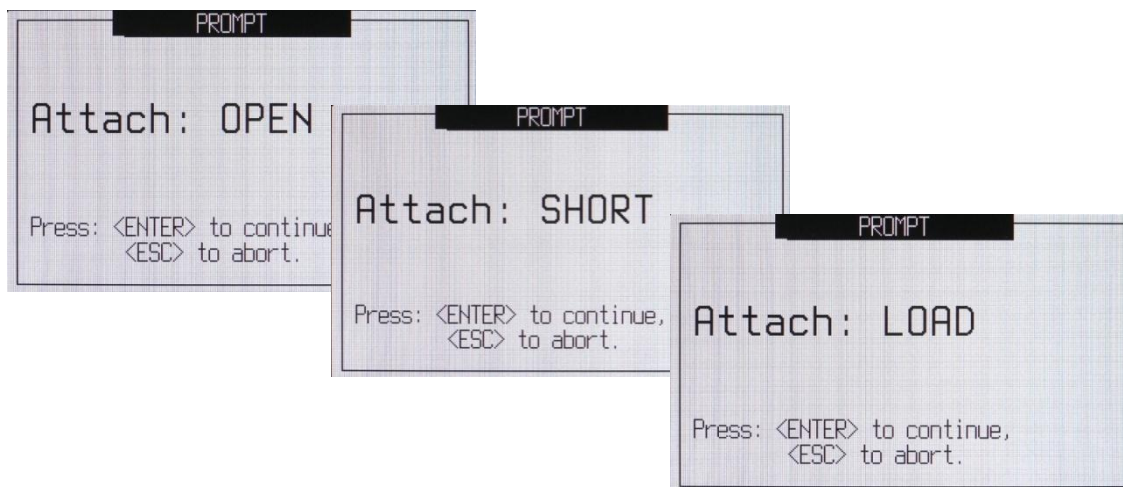 PROMPT
Attach: OPEN
Press: <ENTER> to continue
<ESC> to abort.
PROMPT
Attach: SHORT
Press: <ENTER> to continue,
<ESC> to abort.
PROMPT
Attach: LOAD
Press: <ENTER> to continue,
<ESC> to abort.